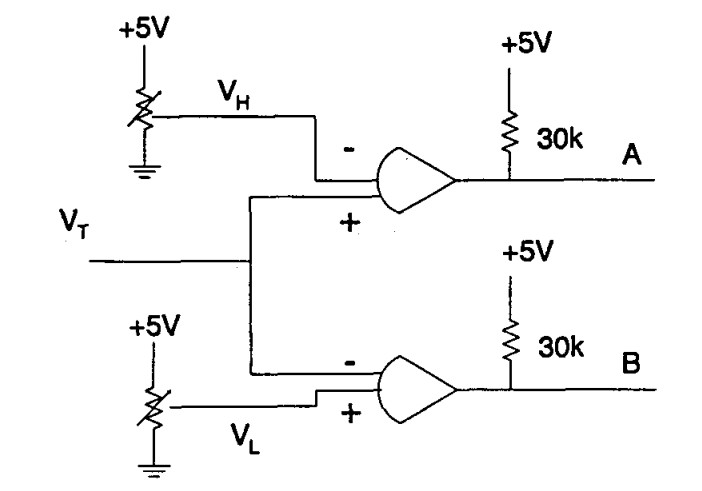 +5V
+5V
V_H
-
30k
A
+
V_T
+5V
+5V
-
30k
B
+
V_L